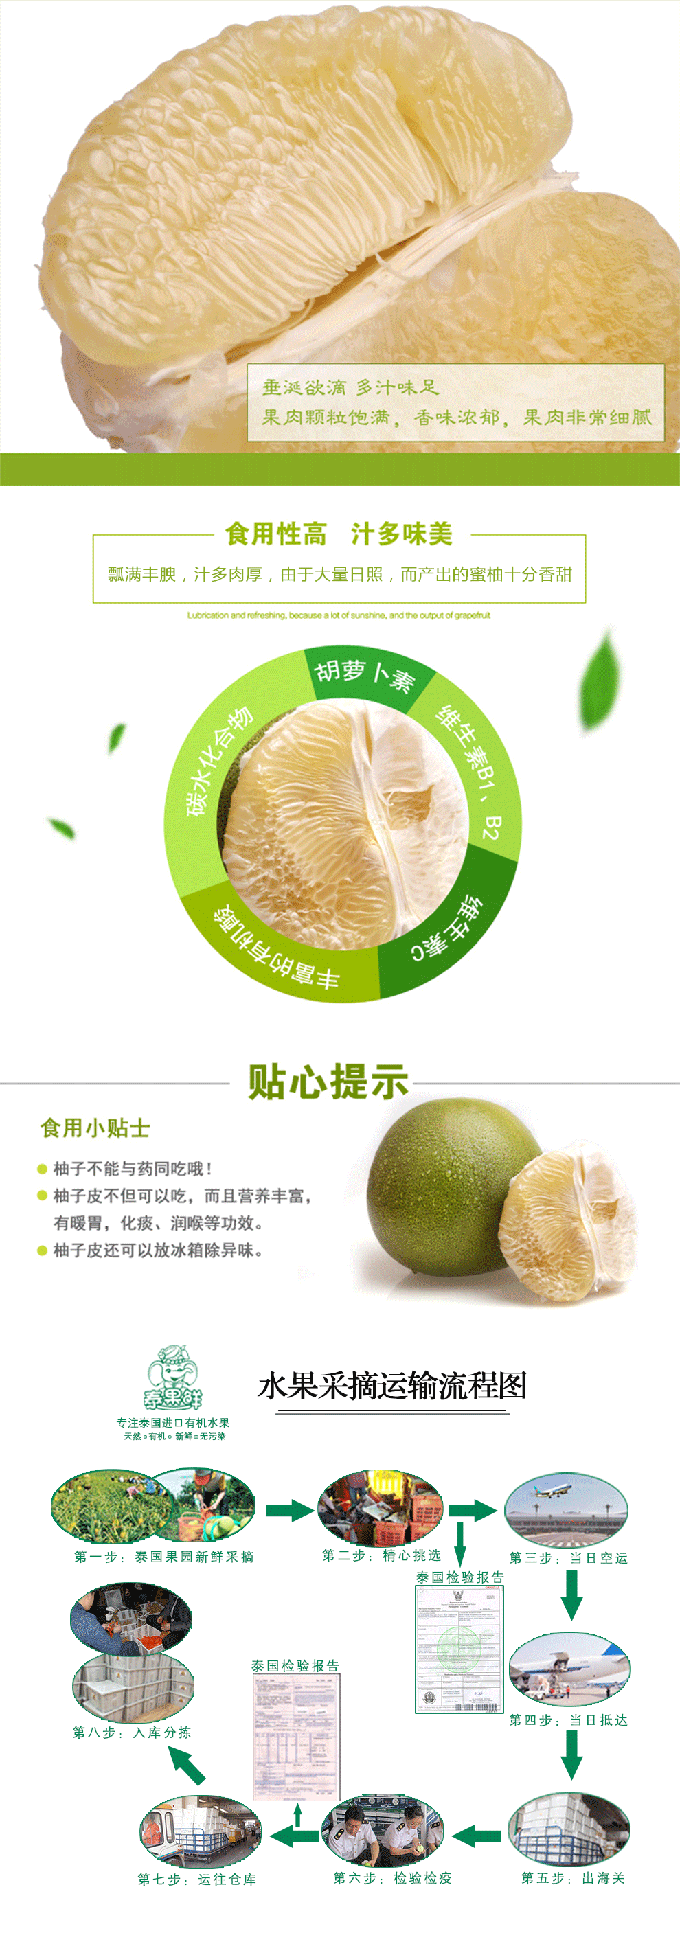 垂涎欲滴 多汁味足
果肉颗粒饱满，香味浓郁，果肉非常细腻
食用性高 汁多味美
瓢满丰腴，汁多肉厚，由于大量日照，而产出的蜜柚十分香甜
Lubrication and refreshing, because a lot of sunshine, and the output of grapefruit
胡萝卜素
维生素B1、B2
维生素C
丰富的有机酸
碳水化合物
贴心提示
食用小贴士
柚子不能与药同吃哦！
柚子皮不但可以吃，而且营养丰富，
有暖胃，化痰、润喉等功效。
柚子皮还可以放冰箱除异味。
泰果鲜
专注泰国进口有机水果
天然 有机 新鲜 无污染
水果采摘运输流程图
第一步：泰国果园新鲜采摘
第二步：精心挑选
第三步：当日空运
泰国检验报告
第四步：当日抵达
第五步：出海关
第六步：检验检疫
泰国检验报告
第七步：运往仓库
第八步：入库分拣